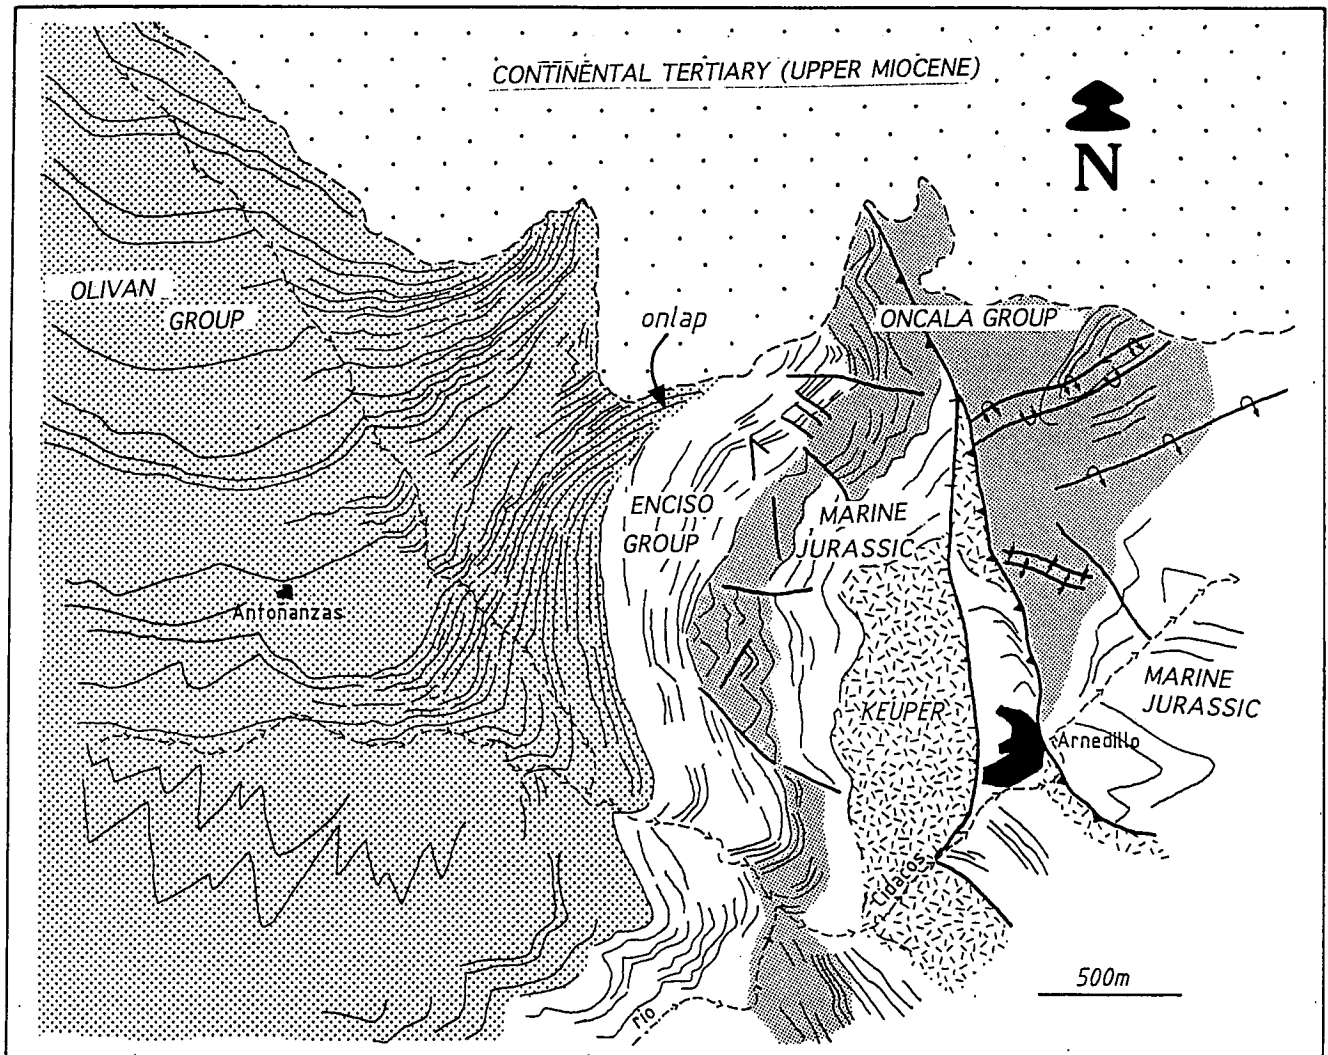 CONTINENTAL TERTIARY (UPPER MIOCENE)
N
OLIVAN
GROUP
onlap
ONCALA GROUP
ENCISO
GROUP
MARINE
JURASSIC
Antoñanzas
KEUPER
MARINE
JURASSIC
Arnedillo
Cidacos
500m
rio